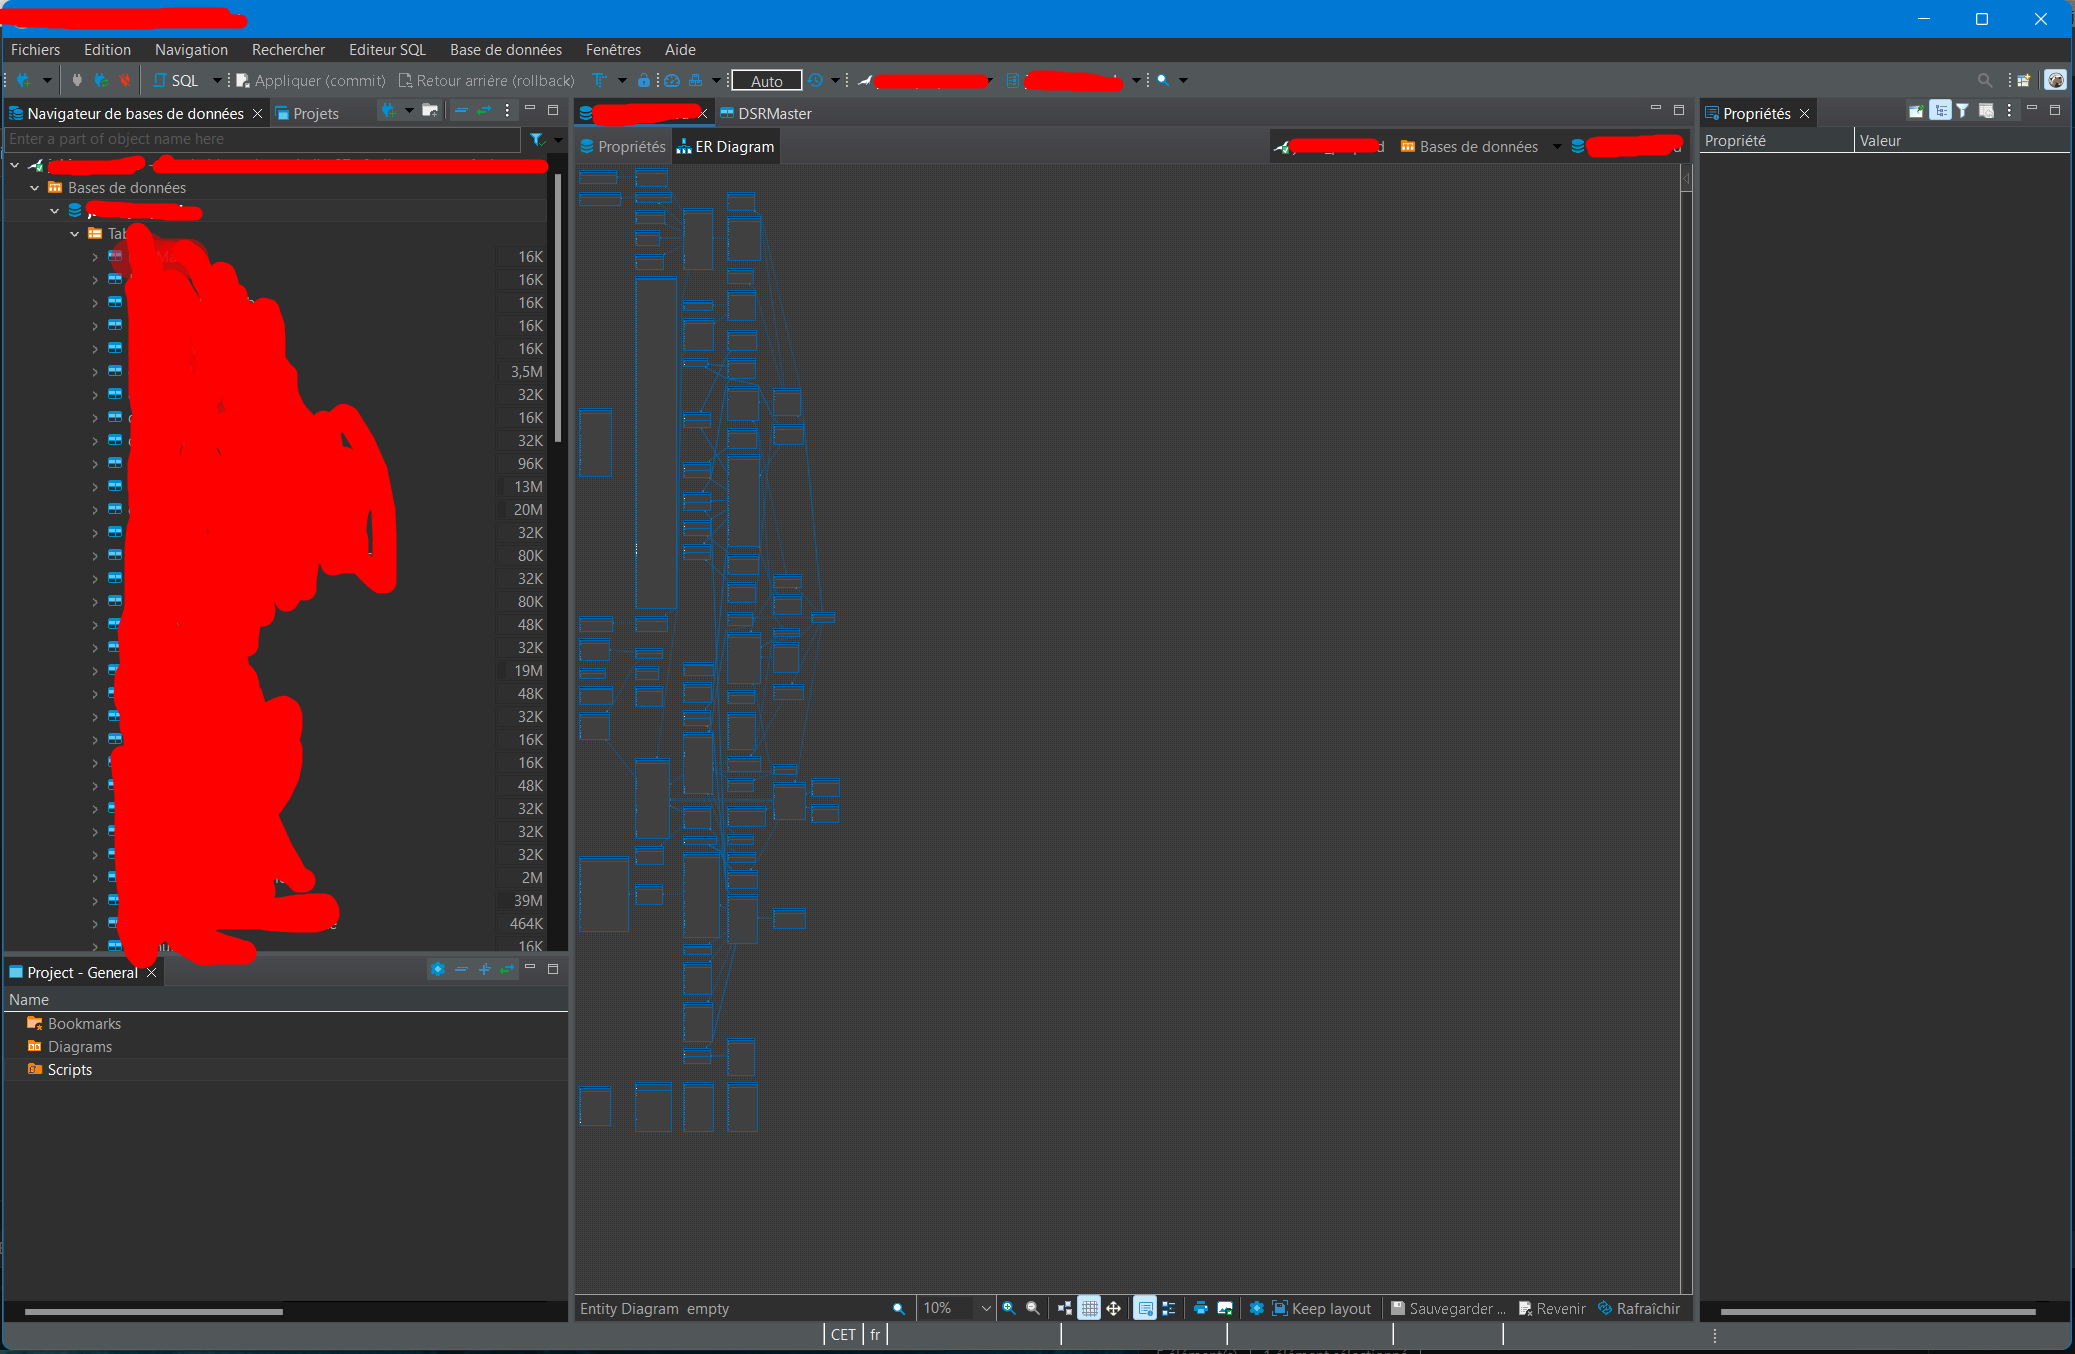 Fichiers Edition Navigation Rechercher Editeur SQL Base de données Fenêtres Aide
SQL Appliquer (commit) Retour arrière (rollback) Auto
Navigateur de bases de données Projets
Enter a part of object name here
Bases de données
16K
16K
16K
16K
16K
3,5M
32K
16K
32K
96K
13M
20M
32K
80K
32K
80K
48K
32K
19M
48K
32K
16K
16K
48K
32K
32K
32K
2M
39M
464K
16K
Project - General
Name
Bookmarks
Diagrams
Scripts
DSRMaster
Propriétés ER Diagram Bases de données
Entity Diagram empty 10% Keep layout Sauvegarder ... Revenir Rafraîchir
Propriétés
Propriété Valeur
CET fr